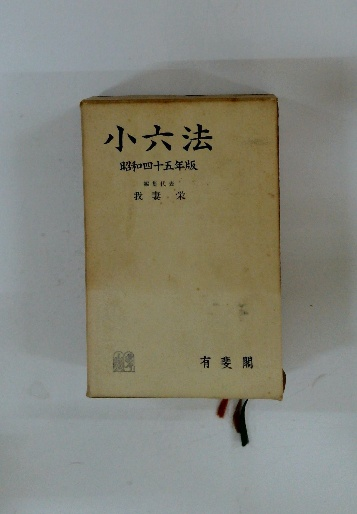 小六法
昭和四十五年版
編集代表
我妻 栄
有斐閣